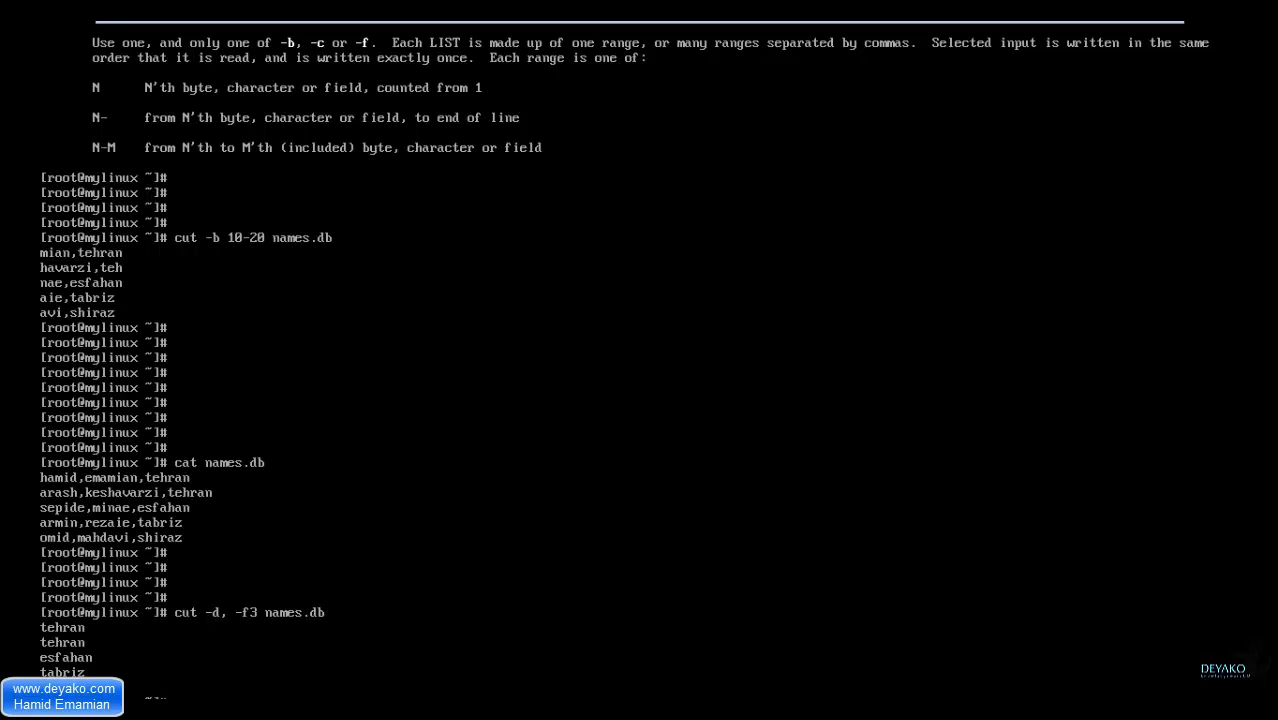 Use one, and only one of -b, -c or -f.  Each LIST is made up of one range, or many ranges separated by commas.  Selected input is written in the same
order that it is read, and is written exactly once.  Each range is one of:
N      N'th byte, character or field, counted from 1
N-     from N'th byte, character or field, to end of line
N-M    from N'th to M'th (included) byte, character or field
[root@mylinux ~]#
[root@mylinux ~]#
[root@mylinux ~]#
[root@mylinux ~]#
[root@mylinux ~]# cut -b 10-20 names.db
mian,tehran
havarzi,teh
nae,esfahan
aie,tabriz
avi,shiraz
[root@mylinux ~]#
[root@mylinux ~]#
[root@mylinux ~]#
[root@mylinux ~]#
[root@mylinux ~]#
[root@mylinux ~]#
[root@mylinux ~]#
[root@mylinux ~]#
[root@mylinux ~]#
[root@mylinux ~]# cat names.db
hamid,emamian,tehran
arash,keshavarzi,tehran
sepide,minae,esfahan
armin,rezaie,tabriz
omid,mahdavi,shiraz
[root@mylinux ~]#
[root@mylinux ~]#
[root@mylinux ~]#
[root@mylinux ~]#
[root@mylinux ~]# cut -d, -f3 names.db
tehran
tehran
esfahan
tabriz
DEYAKO
www.deyako.com
Hamid Emamian